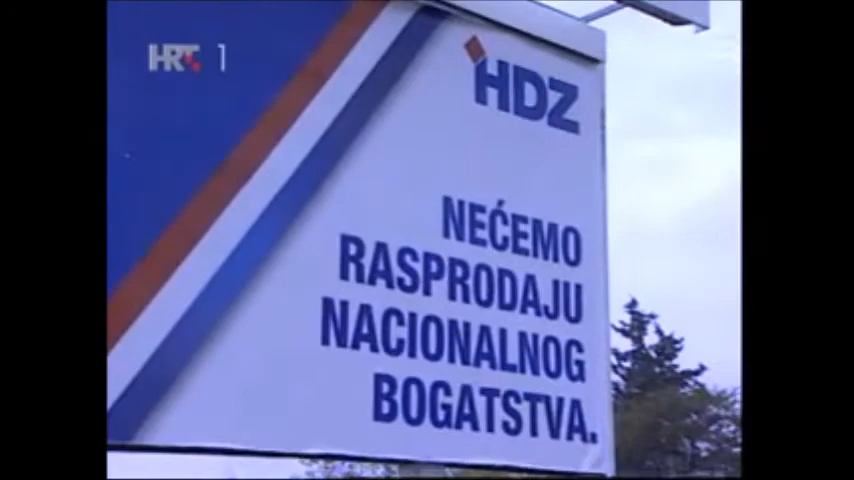 HRT 1
HDZ
NEĆEMO
RASPRODAJU
NACIONALNOG
BOGATSTVA.